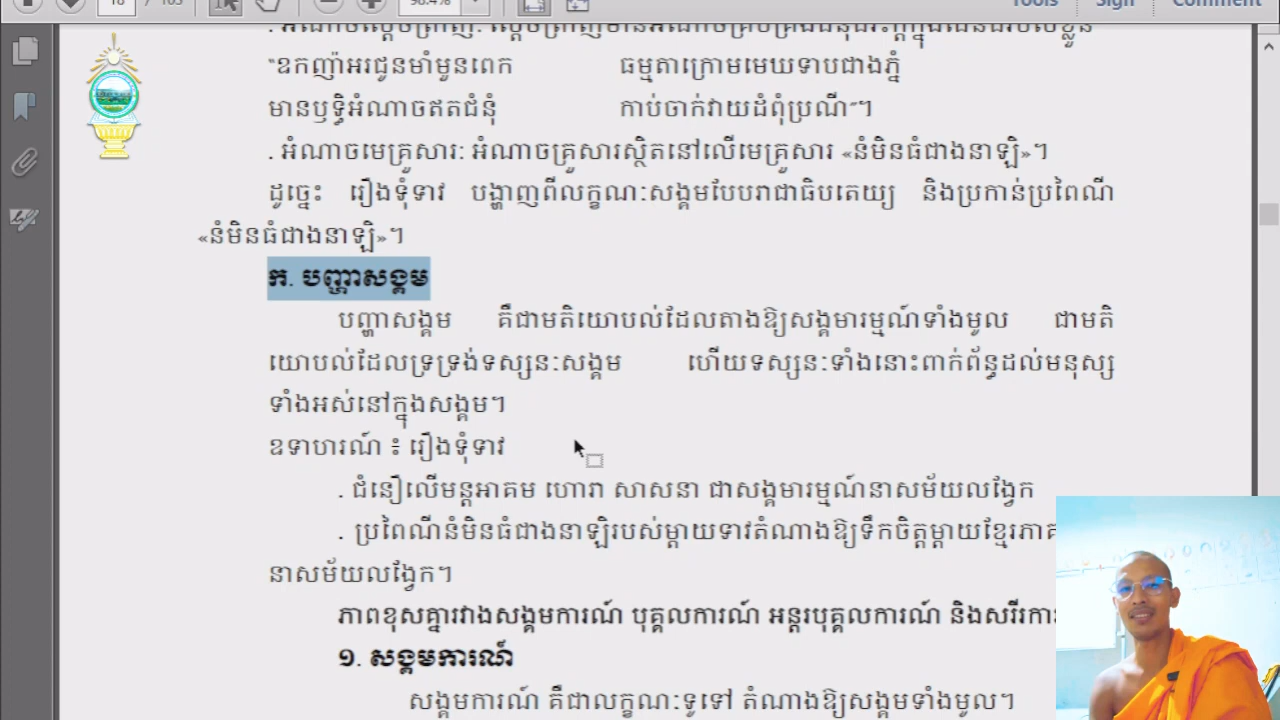 18 / 105 98.4% Tools Sign Comment
“ឧកញ៉ាអរជូនមាំមួនពេក ធម្មតាក្រោមមេឃទាបជាងភ្នំ
មានឫទ្ធិអំណាចឥតជំនុំ កាប់ចាក់វាយដំពុំប្រណី”។
. អំណាចមេគ្រួសារៈ អំណាចគ្រួសារស្ថិតនៅលើមេគ្រួសារ «នំមិនធំជាងនាឡិ»។
ដូច្នេះ រឿងទុំទាវ បង្ហាញពីលក្ខណៈសង្គមបែបរាជាធិបតេយ្យ និងប្រកាន់ប្រពៃណី
«នំមិនធំជាងនាឡិ»។
ក. បញ្ហាសង្គម
បញ្ហាសង្គម គឺជាមតិយោបល់ដែលតាងឱ្យសង្គមារម្មណ៍ទាំងមូល ជាមតិ
យោបល់ដែលទ្រទ្រង់ទស្សនៈសង្គម ហើយទស្សនៈទាំងនោះពាក់ព័ន្ធដល់មនុស្ស
ទាំងអស់នៅក្នុងសង្គម។
ឧទាហរណ៍ ៖ រឿងទុំទាវ
. ជំនឿលើមន្តអាគម ហោរា សាសនា ជាសង្គមារម្មណ៍នាសម័យលង្វែក
. ប្រពៃណីនំមិនធំជាងនាឡិរបស់ម្តាយទាវតំណាងឱ្យទឹកចិត្តម្តាយខ្មែរភាគ
នាសម័យលង្វែក។
ភាពខុសគ្នារវាងសង្គមការណ៍ បុគ្គលការណ៍ អន្តរបុគ្គលការណ៍ និងសរីរកា
១. សង្គមការណ៍
សង្គមការណ៍ គឺជាលក្ខណៈទូទៅ តំណាងឱ្យសង្គមទាំងមូល។